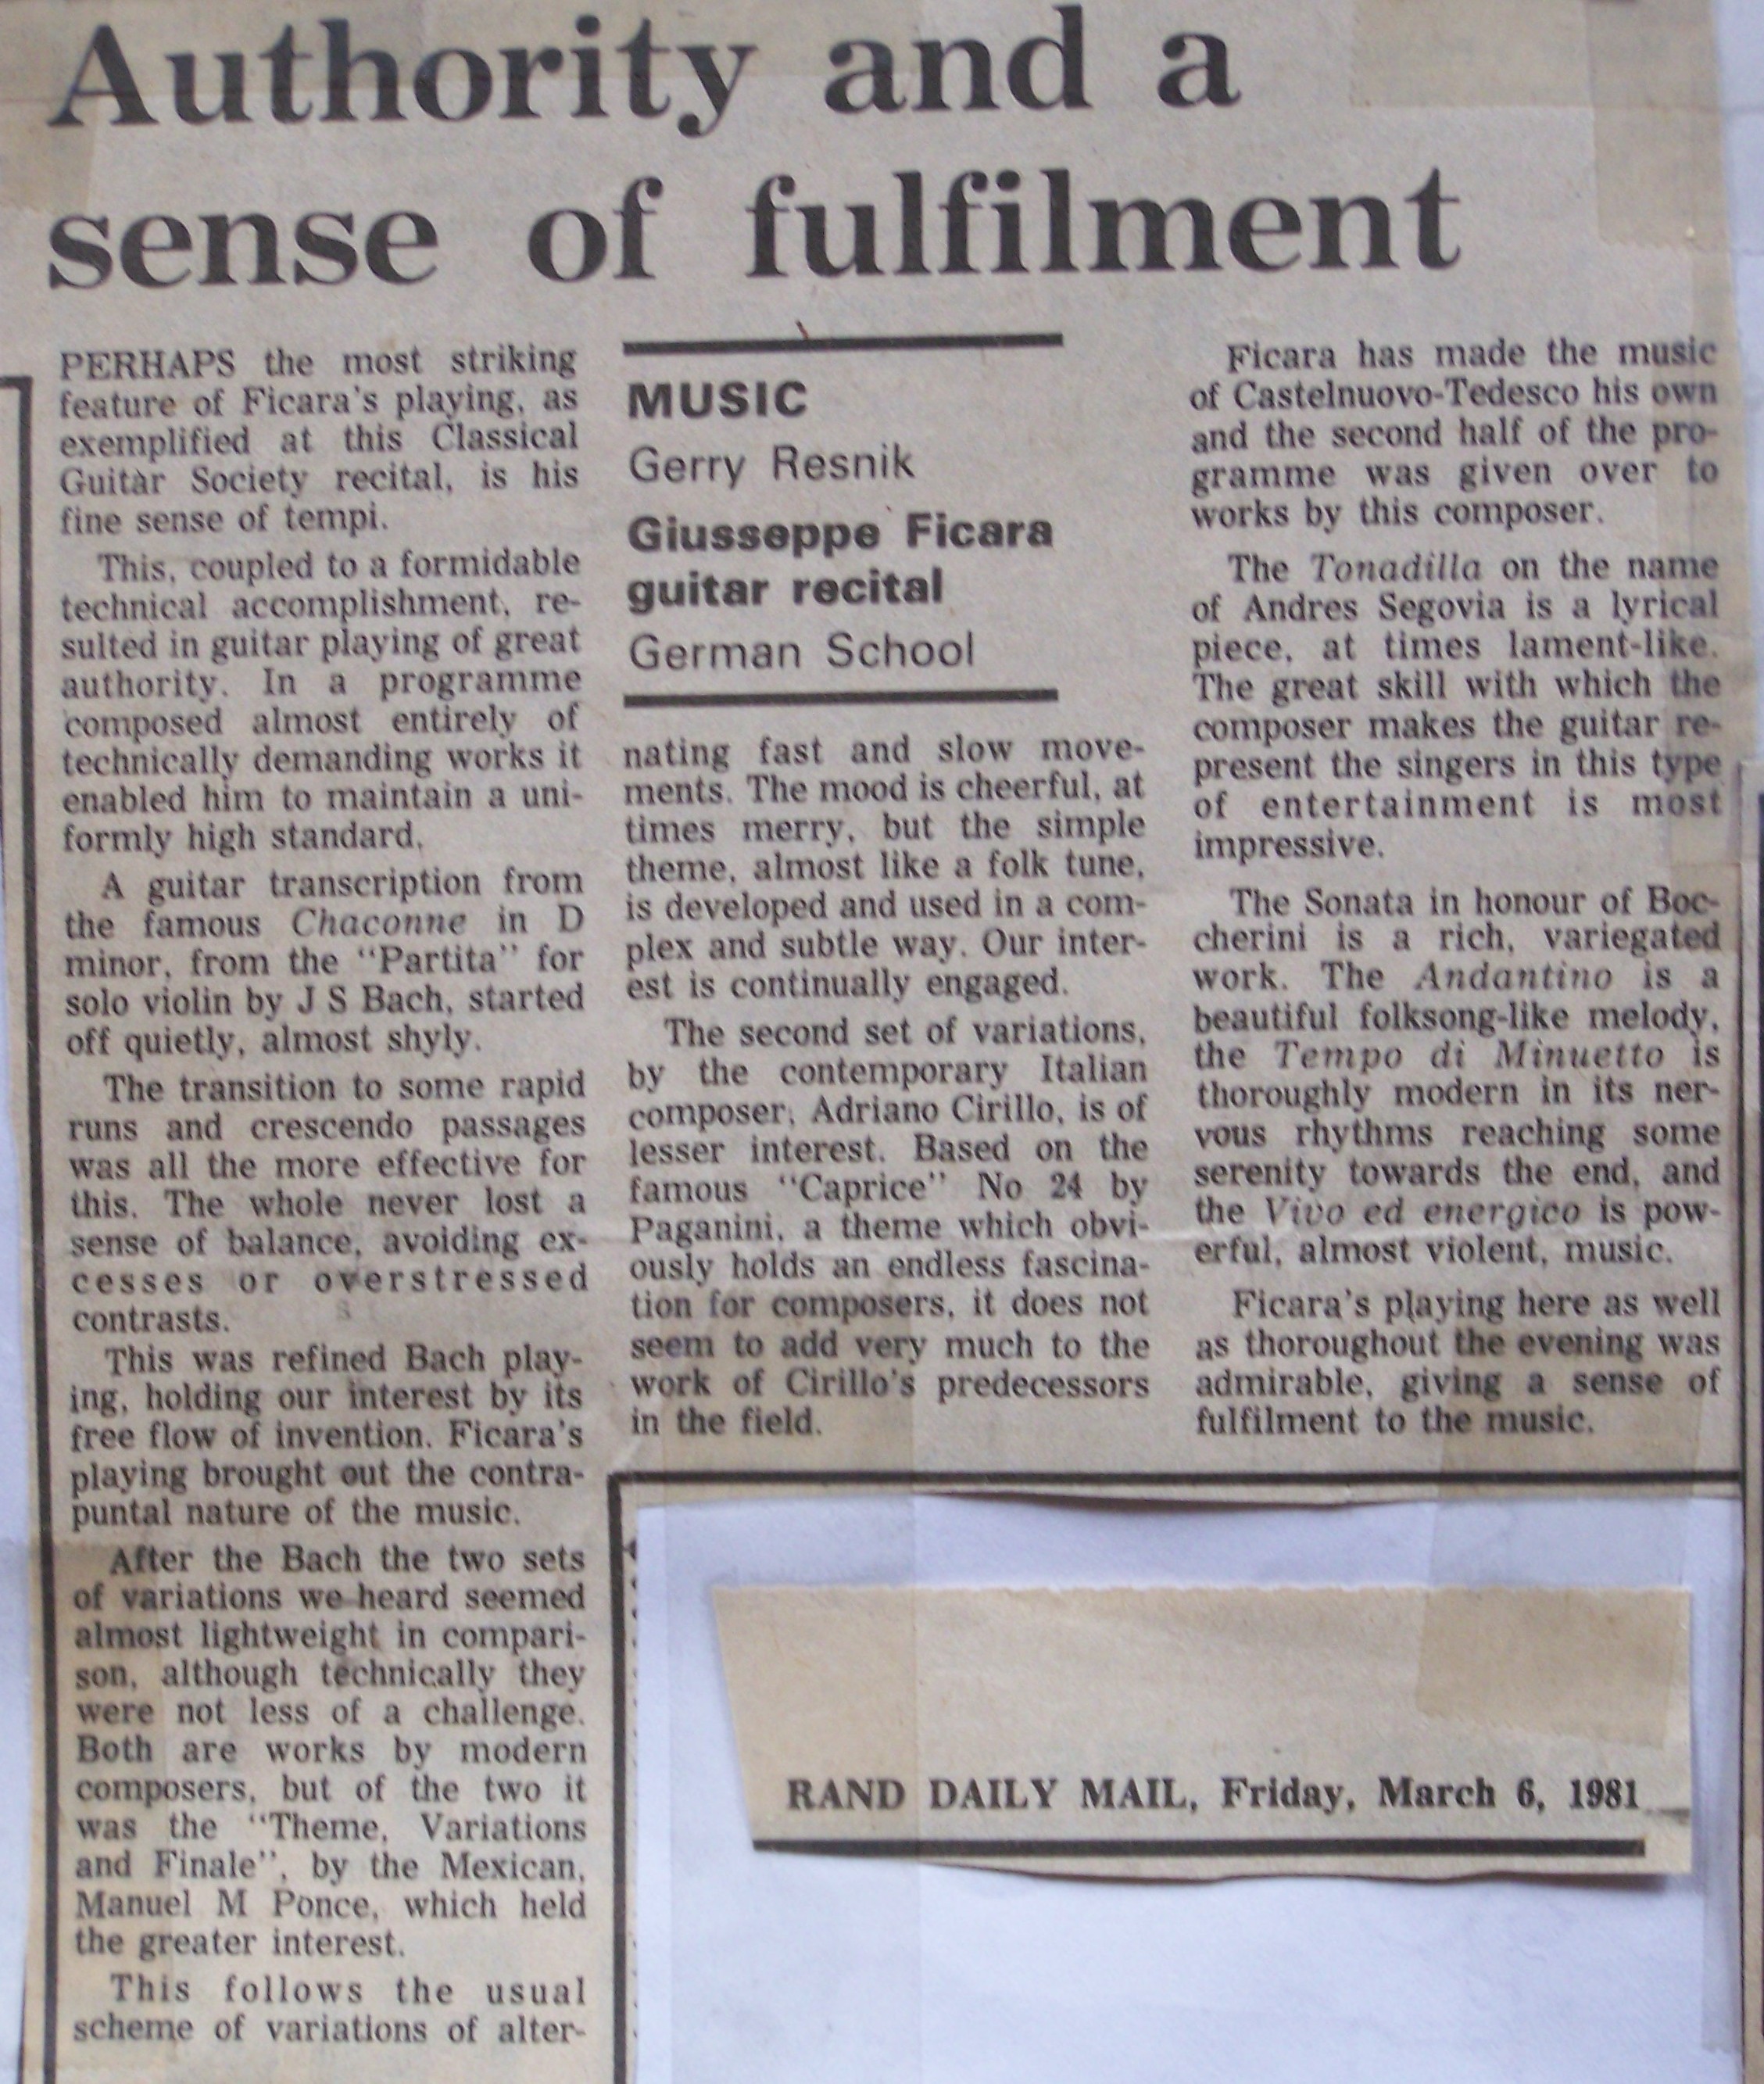 Authority and a
sense of fulfilment
PERHAPS the most striking
feature of Ficara's playing, as
exemplified at this Classical
Guitar Society recital, is his
fine sense of tempi.
This, coupled to a formidable
technical accomplishment, re-
sulted in guitar playing of great
authority. In a programme
composed almost entirely of
technically demanding works it
enabled him to maintain a uni-
formly high standard.
A guitar transcription from
the famous Chaconne in D
minor, from the "Partita" for
solo violin by J S Bach, started
off quietly, almost shyly.
The transition to some rapid
runs and crescendo passages
was all the more effective for
this. The whole never lost a
sense of balance, avoiding ex-
cesses or overstressed
contrasts.
This was refined Bach play-
ing, holding our interest by its
free flow of invention. Ficara's
playing brought out the contra-
puntal nature of the music.
After the Bach the two sets
of variations we heard seemed
almost lightweight in compari-
son, although technically they
were not less of a challenge.
Both are works by modern
composers, but of the two it
was the "Theme, Variations
and Finale", by the Mexican,
Manuel M Ponce, which held
the greater interest.
This follows the usual
scheme of variations of alter-
MUSIC
Gerry Resnik
Giusseppe Ficara
guitar recital
German School
nating fast and slow move-
ments. The mood is cheerful, at
times merry, but the simple
theme, almost like a folk tune,
is developed and used in a com-
plex and subtle way. Our inter-
est is continually engaged.
The second set of variations,
by the contemporary Italian
composer, Adriano Cirillo, is of
lesser interest. Based on the
famous "Caprice" No 24 by
Paganini, a theme which obvi-
ously holds an endless fascina-
tion for composers, it does not
seem to add very much to the
work of Cirillo's predecessors
in the field.
Ficara has made the music
of Castelnuovo-Tedesco his own
and the second half of the pro-
gramme was given over to
works by this composer.
The Tonadilla on the name
of Andres Segovia is a lyrical
piece, at times lament-like.
The great skill with which the
composer makes the guitar re-
present the singers in this type
of entertainment is most
impressive.
The Sonata in honour of Boc-
cherini is a rich, variegated
work. The Andantino is a
beautiful folksong-like melody,
the Tempo di Minuetto is
thoroughly modern in its ner-
vous rhythms reaching some
serenity towards the end, and
the Vivo ed energico is pow-
erful, almost violent, music.
Ficara's playing here as well
as thoroughout the evening was
admirable, giving a sense of
fulfilment to the music.
RAND DAILY MAIL, Friday, March 6, 1981